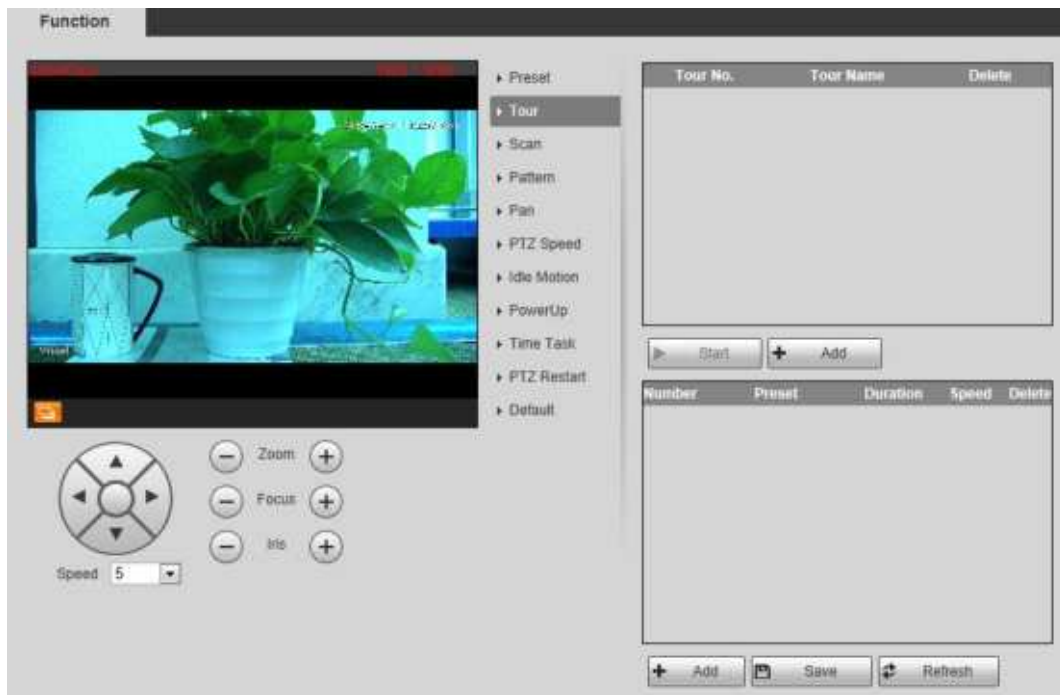 Function
Preset
Tour
Scan
Pattern
Pan
PTZ Speed
Idle Motion
PowerUp
Time Task
PTZ Restart
Default
Zoom
Focus
Iris
Speed 5
Tour No. Tour Name Delete
Start Add
Number Preset Duration Speed Delete
Add Save Refresh